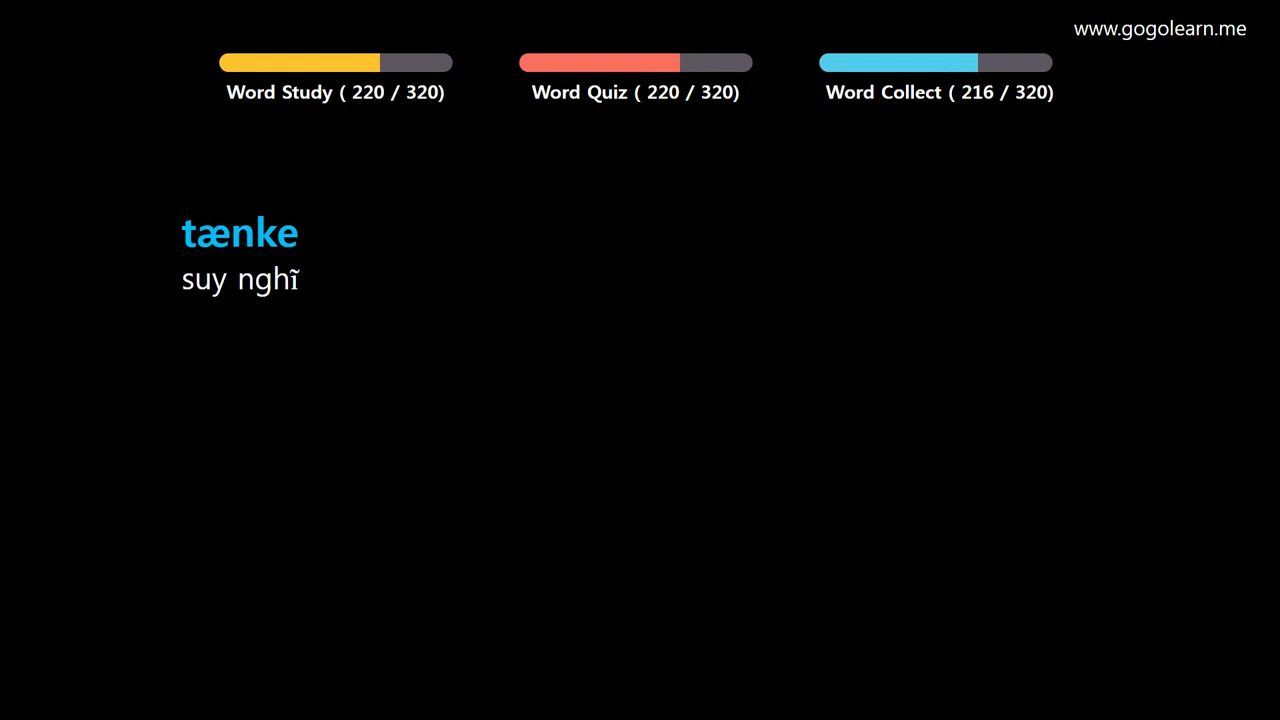 www.gogolearn.me
Word Study ( 220 / 320)
Word Quiz ( 220 / 320)
Word Collect ( 216 / 320)
tænke
suy nghĩ